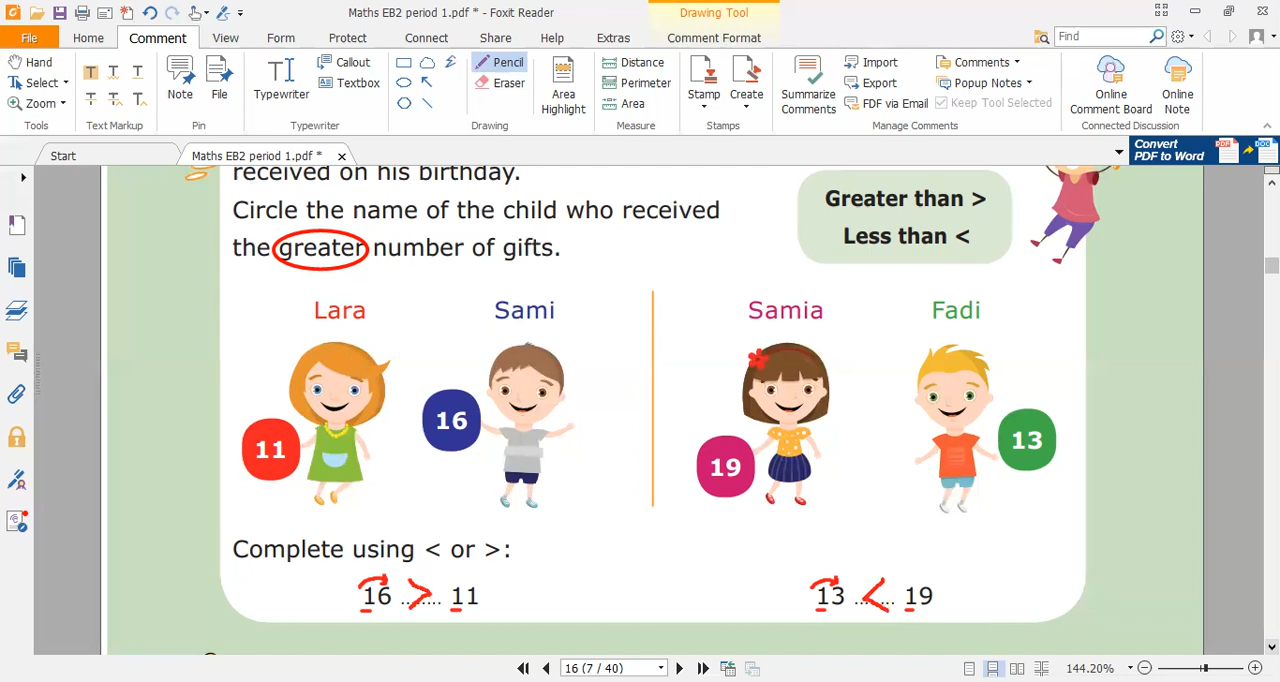 Maths EB2 period 1.pdf * - Foxit Reader
Drawing Tool
File Home Comment View Form Protect Connect Share Help Extras Comment Format Find
Hand
Select
Zoom
Tools
Text Markup
Note
File
Pin
Typewriter
Callout
Textbox
Typewriter
Pencil
Eraser
Area Highlight
Drawing
Distance
Perimeter
Area
Measure
Stamp
Create
Stamps
Summarize Comments
Import
Export
FDF via Email
Comments
Popup Notes
Keep Tool Selected
Manage Comments
Online Comment Board
Online Note
Connected Discussion
Start
Maths EB2 period 1.pdf *
Convert
PDF to Word
received on his birthday.
Circle the name of the child who received
the greater number of gifts.
Greater than >
Less than <
Lara Sami Samia Fadi
11 16 19 13
Complete using < or >:
16 ..>.. 11 13 ..<.. 19
16 (7 / 40)
144.20%